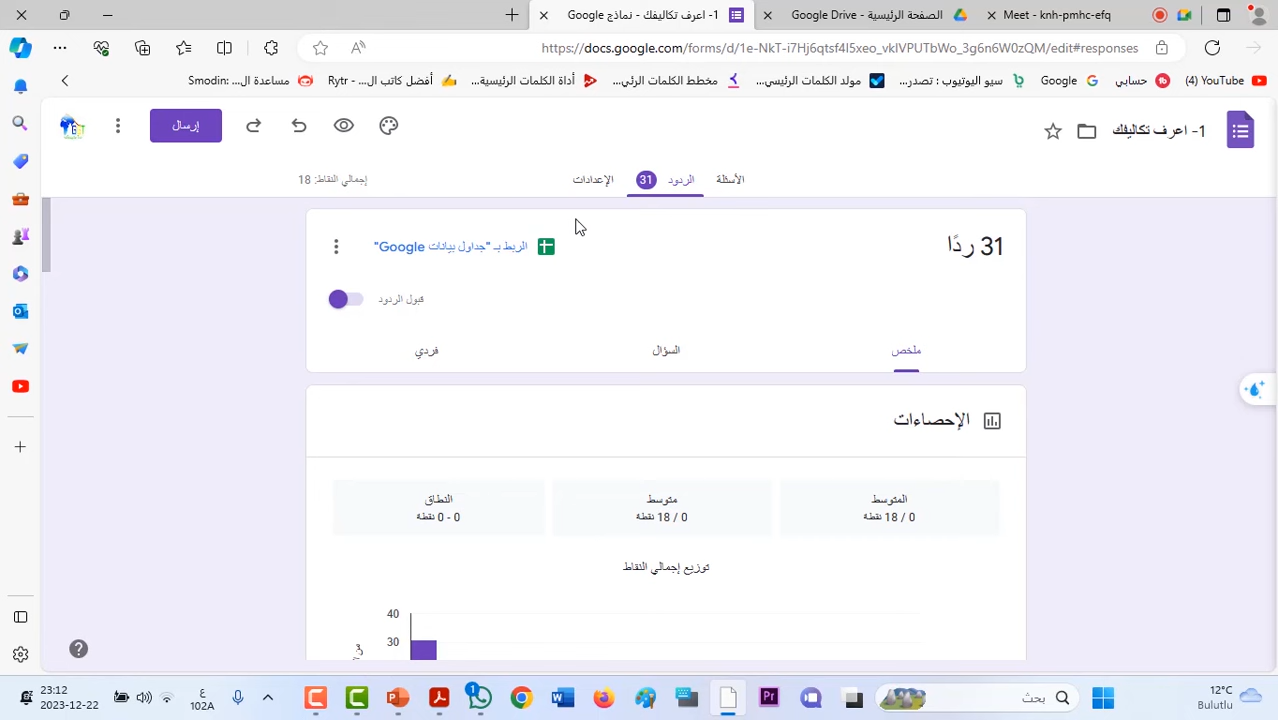 1- اعرف تكاليفك - نماذج Google
الصفحة الرئيسية - Google Drive
Meet - knh-pmhc-efq
https://docs.google.com/forms/d/1e-NkT-i7Hj6qtsf4I5xeo_vkIVPUTbWo_3g6n6W0zQM/edit#responses
YouTube (4)
حسابي
Google
سيو اليوتيوب : تصدر...
مولد الكلمات الرئيسي...
مخطط الكلمات الرئي...
أداة الكلمات الرئيسية...
أفضل كاتب ال... - Rytr
مساعدة ال... - Smodin
1- اعرف تكاليفك
إرسال
الأسئلة
الردود 31
الإعدادات
إجمالي النقاط: 18
31 ردًا
الربط بـ "جداول بيانات Google"
قبول الردود
ملخص
السؤال
فردي
الإحصاءات
المتوسط
0 / 18 نقطة
متوسط
0 / 18 نقطة
النطاق
0 - 0 نقطة
توزيع إجمالي النقاط
40
30
بحث
23:12
2023-12-22
ع
102A
1
12°C
Bulutlu